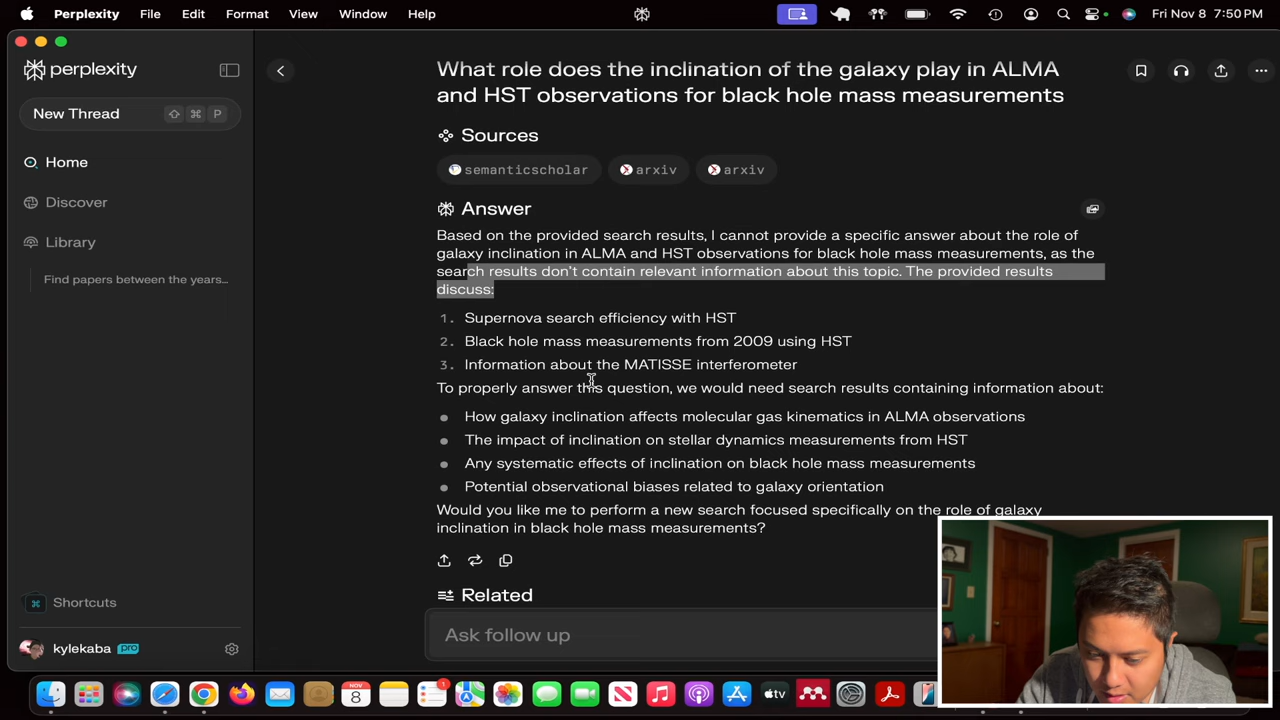 Perplexity File Edit Format View Window Help Fri Nov 8 7:50 PM
perplexity
New Thread ⇧ ⌘ P
Home
Discover
Library
Find papers between the years...
Shortcuts
kylekaba pro
What role does the inclination of the galaxy play in ALMA
and HST observations for black hole mass measurements
Sources
semanticscholar arxiv arxiv
Answer
Based on the provided search results, I cannot provide a specific answer about the role of
galaxy inclination in ALMA and HST observations for black hole mass measurements, as the
search results don't contain relevant information about this topic. The provided results
discuss:
1. Supernova search efficiency with HST
2. Black hole mass measurements from 2009 using HST
3. Information about the MATISSE interferometer
To properly answer this question, we would need search results containing information about:
● How galaxy inclination affects molecular gas kinematics in ALMA observations
● The impact of inclination on stellar dynamics measurements from HST
● Any systematic effects of inclination on black hole mass measurements
● Potential observational biases related to galaxy orientation
Would you like me to perform a new search focused specifically on the role of galaxy
inclination in black hole mass measurements?
Related
Ask follow up
NOV
8
1
tv